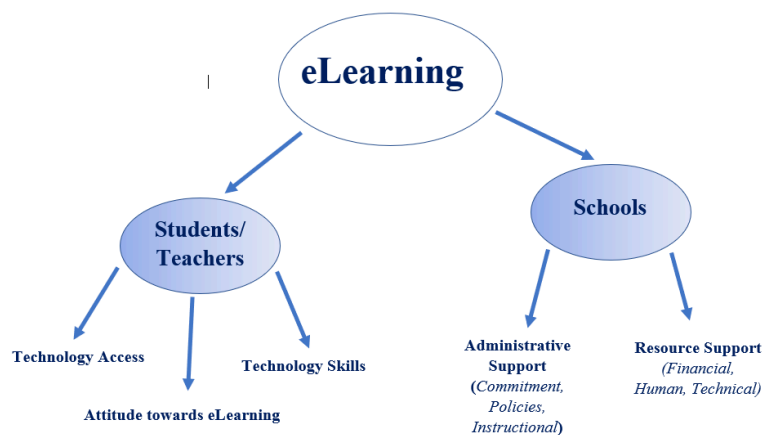 eLearning
Students/
Teachers
Schools
Technology Access
Attitude towards eLearning
Technology Skills
Administrative
Support
(Commitment,
Policies,
Instructional)
Resource Support
(Financial,
Human, Technical)